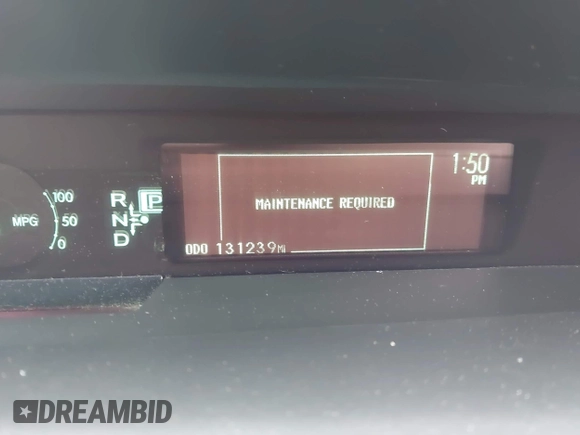 1:50
PM
100
MPG
50
0
R
P
N
D
MAINTENANCE REQUIRED
ODO 131239MI
DREAMBID